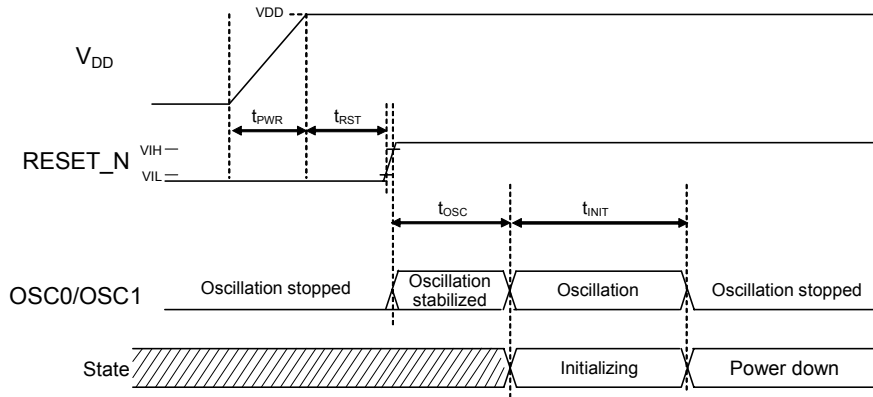 VDD
VDD
tPWR
tRST
VIH
RESET_N
VIL
tOSC
tINIT
OSC0/OSC1
Oscillation stopped
Oscillation
stabilized
Oscillation
Oscillation stopped
State
Initializing
Power down